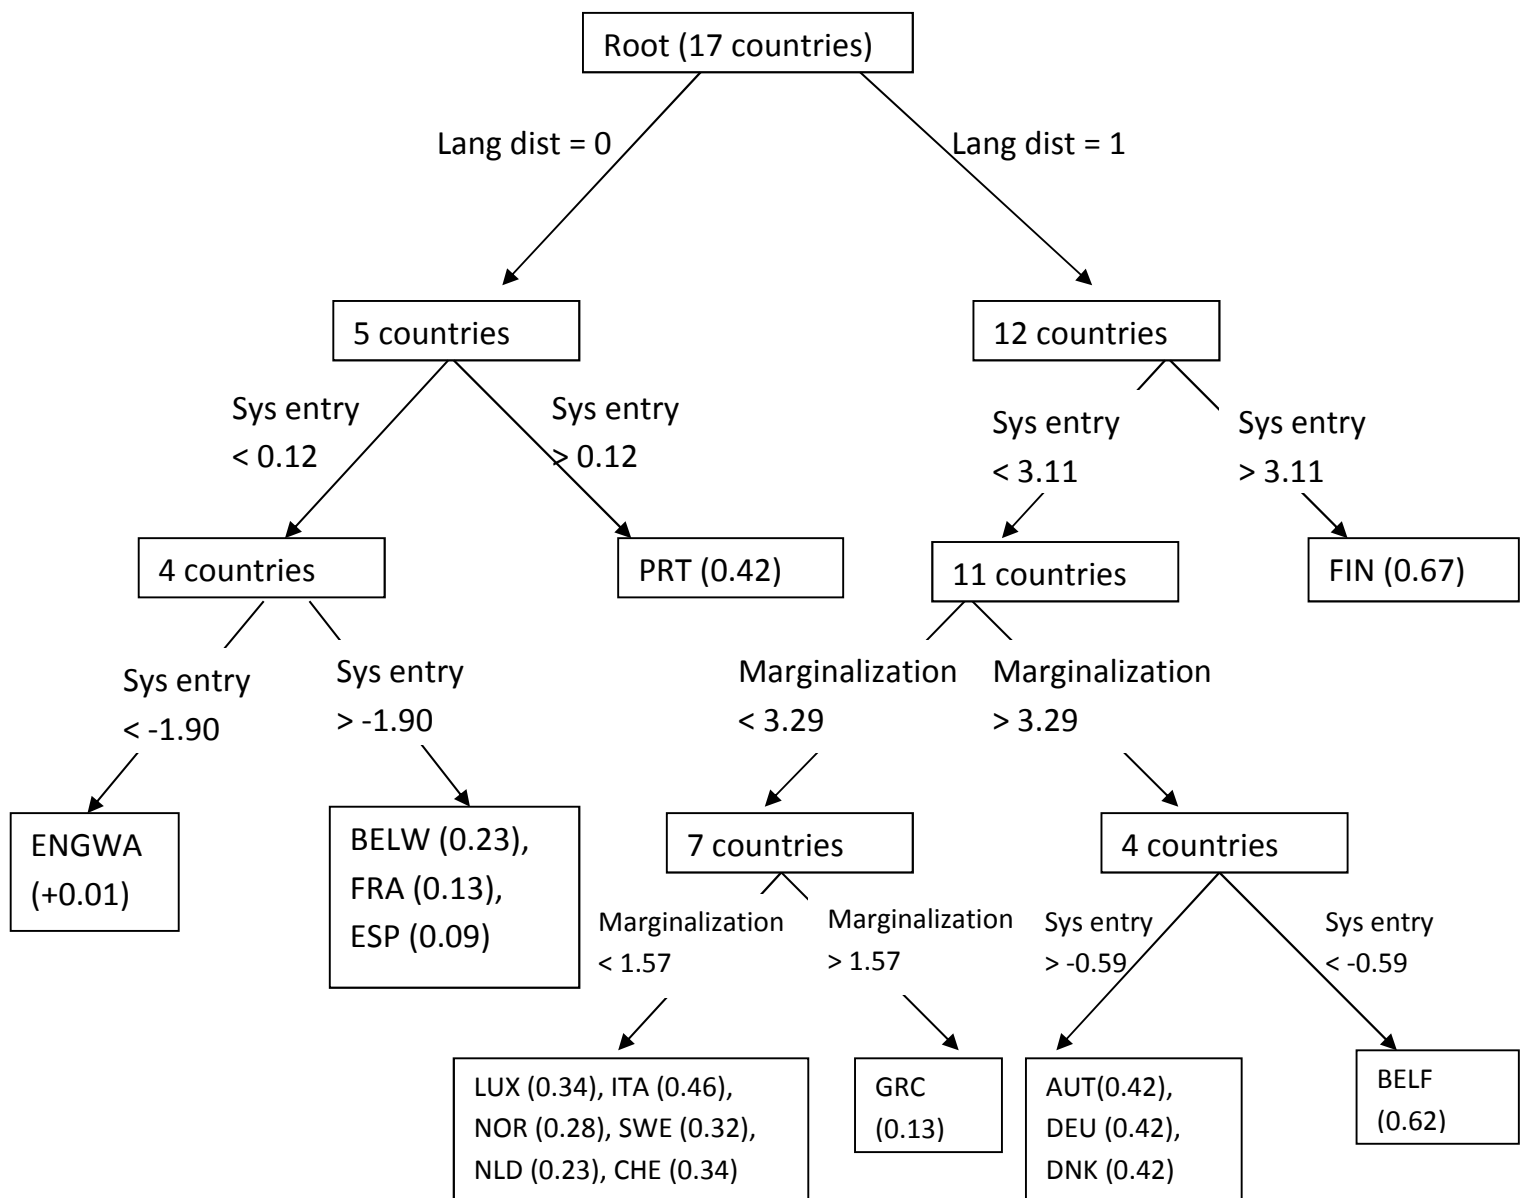 Root (17 countries)
Lang dist = 0
Lang dist = 1
5 countries
12 countries
Sys entry
< 0.12
Sys entry
> 0.12
Sys entry
< 3.11
Sys entry
> 3.11
4 countries
PRT (0.42)
11 countries
FIN (0.67)
Sys entry
< -1.90
Sys entry
> -1.90
Marginalization
< 3.29
Marginalization
> 3.29
ENGWA
(+0.01)
BELW (0.23),
FRA (0.13),
ESP (0.09)
7 countries
4 countries
Marginalization
< 1.57
Marginalization
> 1.57
Sys entry
> -0.59
Sys entry
< -0.59
LUX (0.34), ITA (0.46),
NOR (0.28), SWE (0.32),
NLD (0.23), CHE (0.34)
GRC
(0.13)
AUT(0.42),
DEU (0.42),
DNK (0.42)
BELF
(0.62)